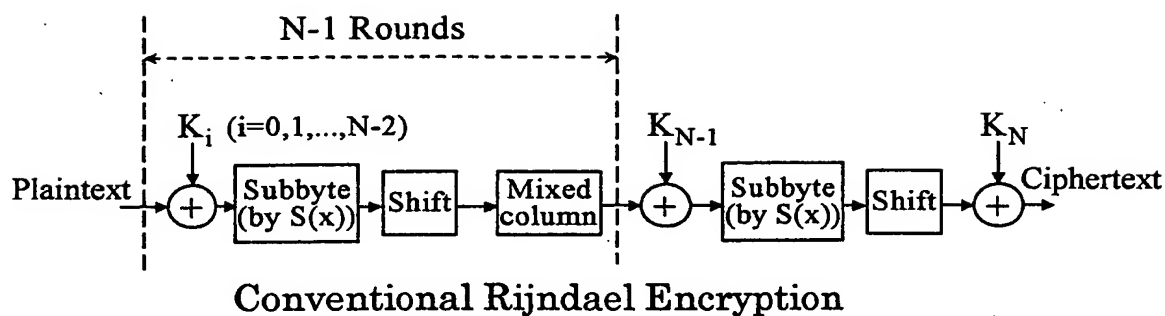 N-1 Rounds
K_i (i=0,1,...,N-2)
K_{N-1}
K_N
Plaintext
+
Subbyte
(by S(x))
Shift
Mixed
column
+
Subbyte
(by S(x))
Shift
+
Ciphertext
Conventional Rijndael Encryption